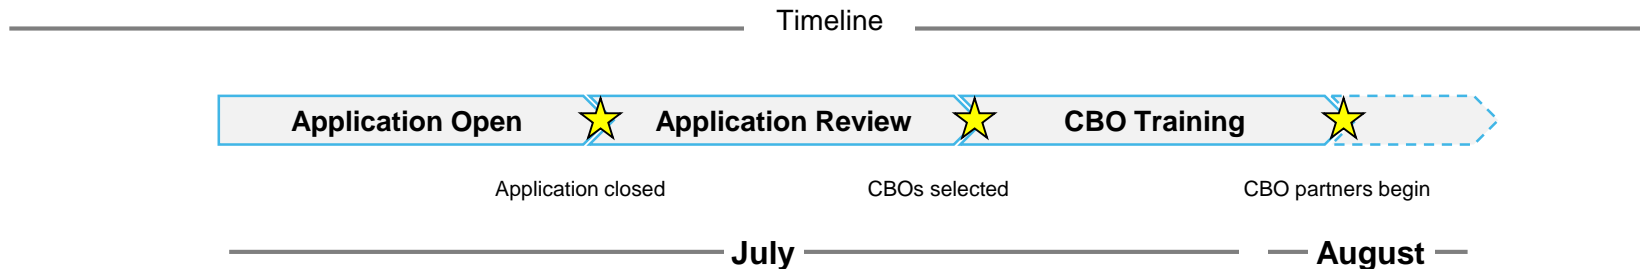 Timeline
Application Open
Application Review
CBO Training
Application closed
CBOs selected
CBO partners begin
July
August